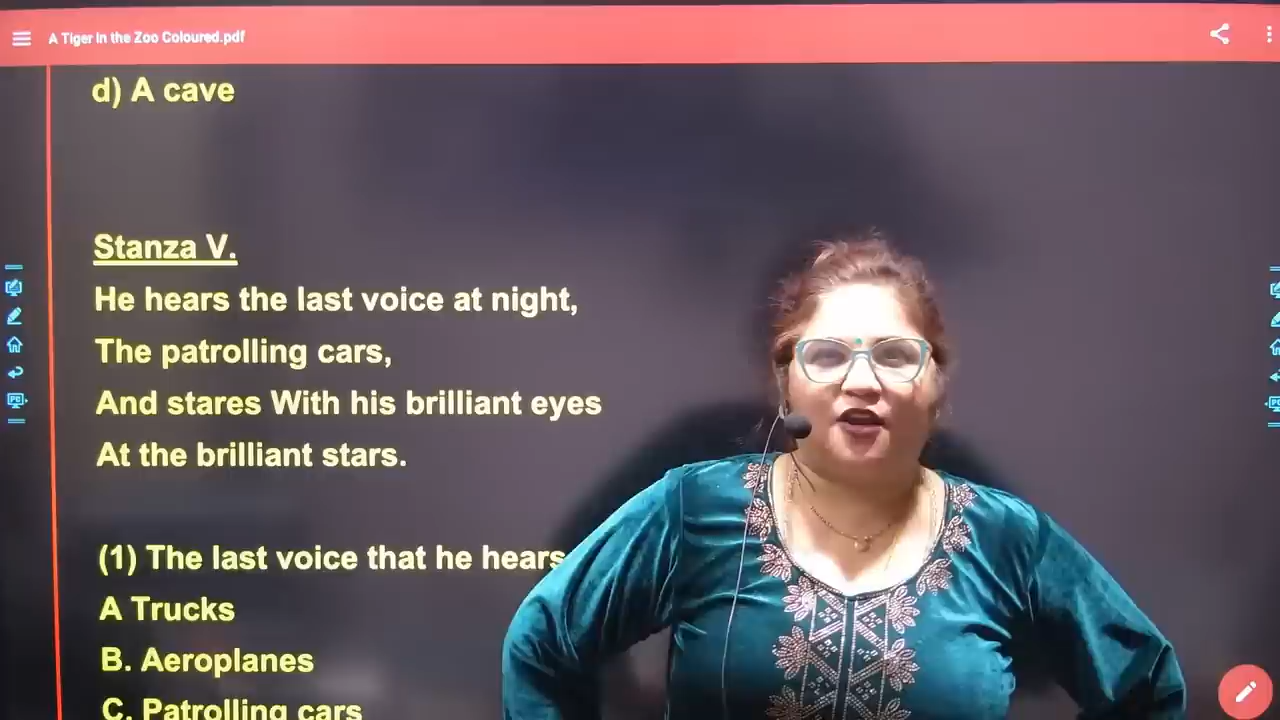 A Tiger In the Zoo Coloured.pdf
d) A cave
Stanza V.
He hears the last voice at night,
The patrolling cars,
And stares With his brilliant eyes
At the brilliant stars.
(1) The last voice that he hears
A Trucks
B. Aeroplanes
C. Patrolling cars